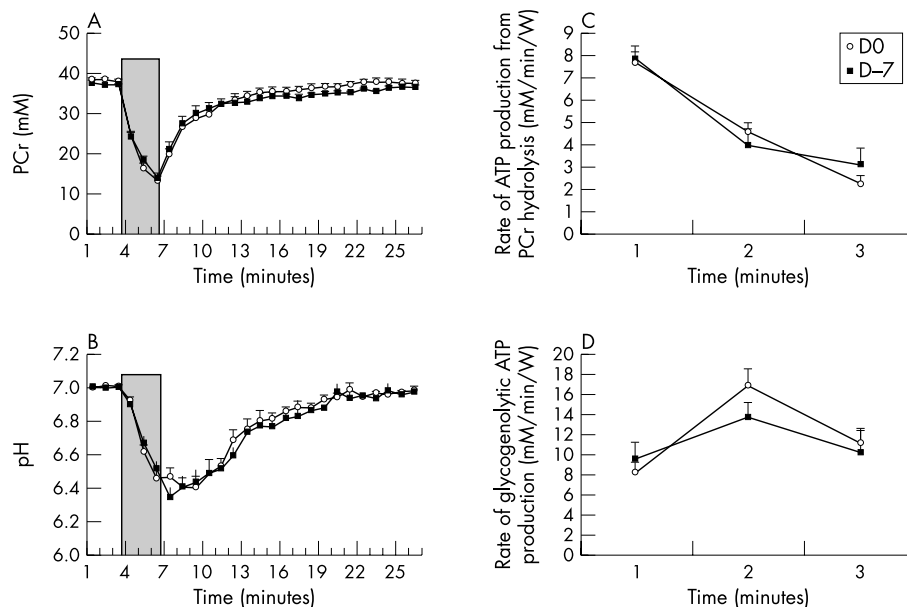 A
PCr (mM)
50
40
30
20
10
0
1 4 7 10 13 16 19 22 25
Time (minutes)
B
pH
7.2
7.0
6.8
6.6
6.4
6.2
6.0
1 4 7 10 13 16 19 22 25
Time (minutes)
C
Rate of ATP production from
PCr hydrolysis (mM/min/W)
9
8
7
6
5
4
3
2
1
0
1 2 3
Time (minutes)
D0
D–7
D
Rate of glycogenolytic ATP
production (mM/min/W)
20
18
16
14
12
10
8
6
4
2
0
1 2 3
Time (minutes)